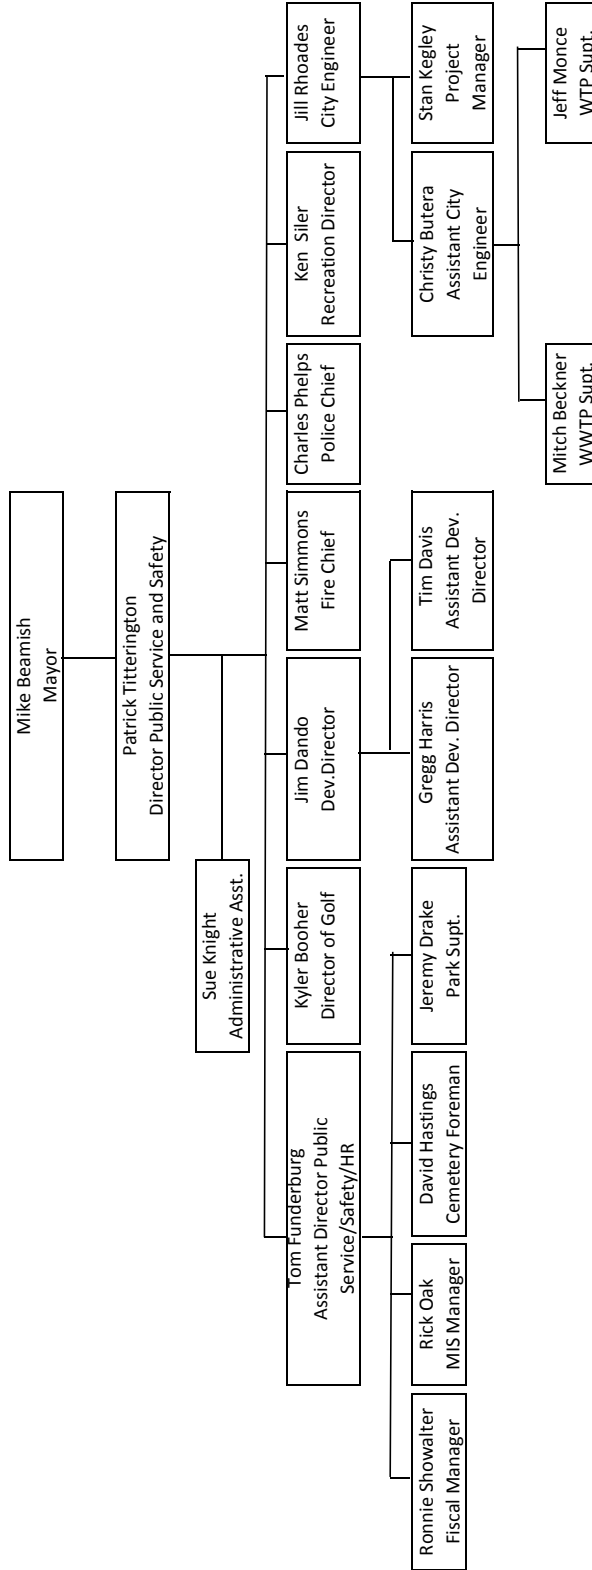 Mike Beamish
Mayor
Patrick Titterington
Director Public Service and Safety
Sue Knight
Administrative Asst.
Tom Funderburg
Assistant Director Public
Service/Safety/HR
Kyler Booher
Director of Golf
Jim Dando
Dev.Director
Matt Simmons
Fire Chief
Charles Phelps
Police Chief
Ken Siler
Recreation Director
Jill Rhoades
City Engineer
Ronnie Showalter
Fiscal Manager
Rick Oak
MIS Manager
David Hastings
Cemetery Foreman
Jeremy Drake
Park Supt.
Gregg Harris
Assistant Dev. Director
Tim Davis
Assistant Dev.
Director
Christy Butera
Assistant City
Engineer
Stan Kegley
Project
Manager
Mitch Beckner
WWTP Supt.
Jeff Monce
WTP Supt.